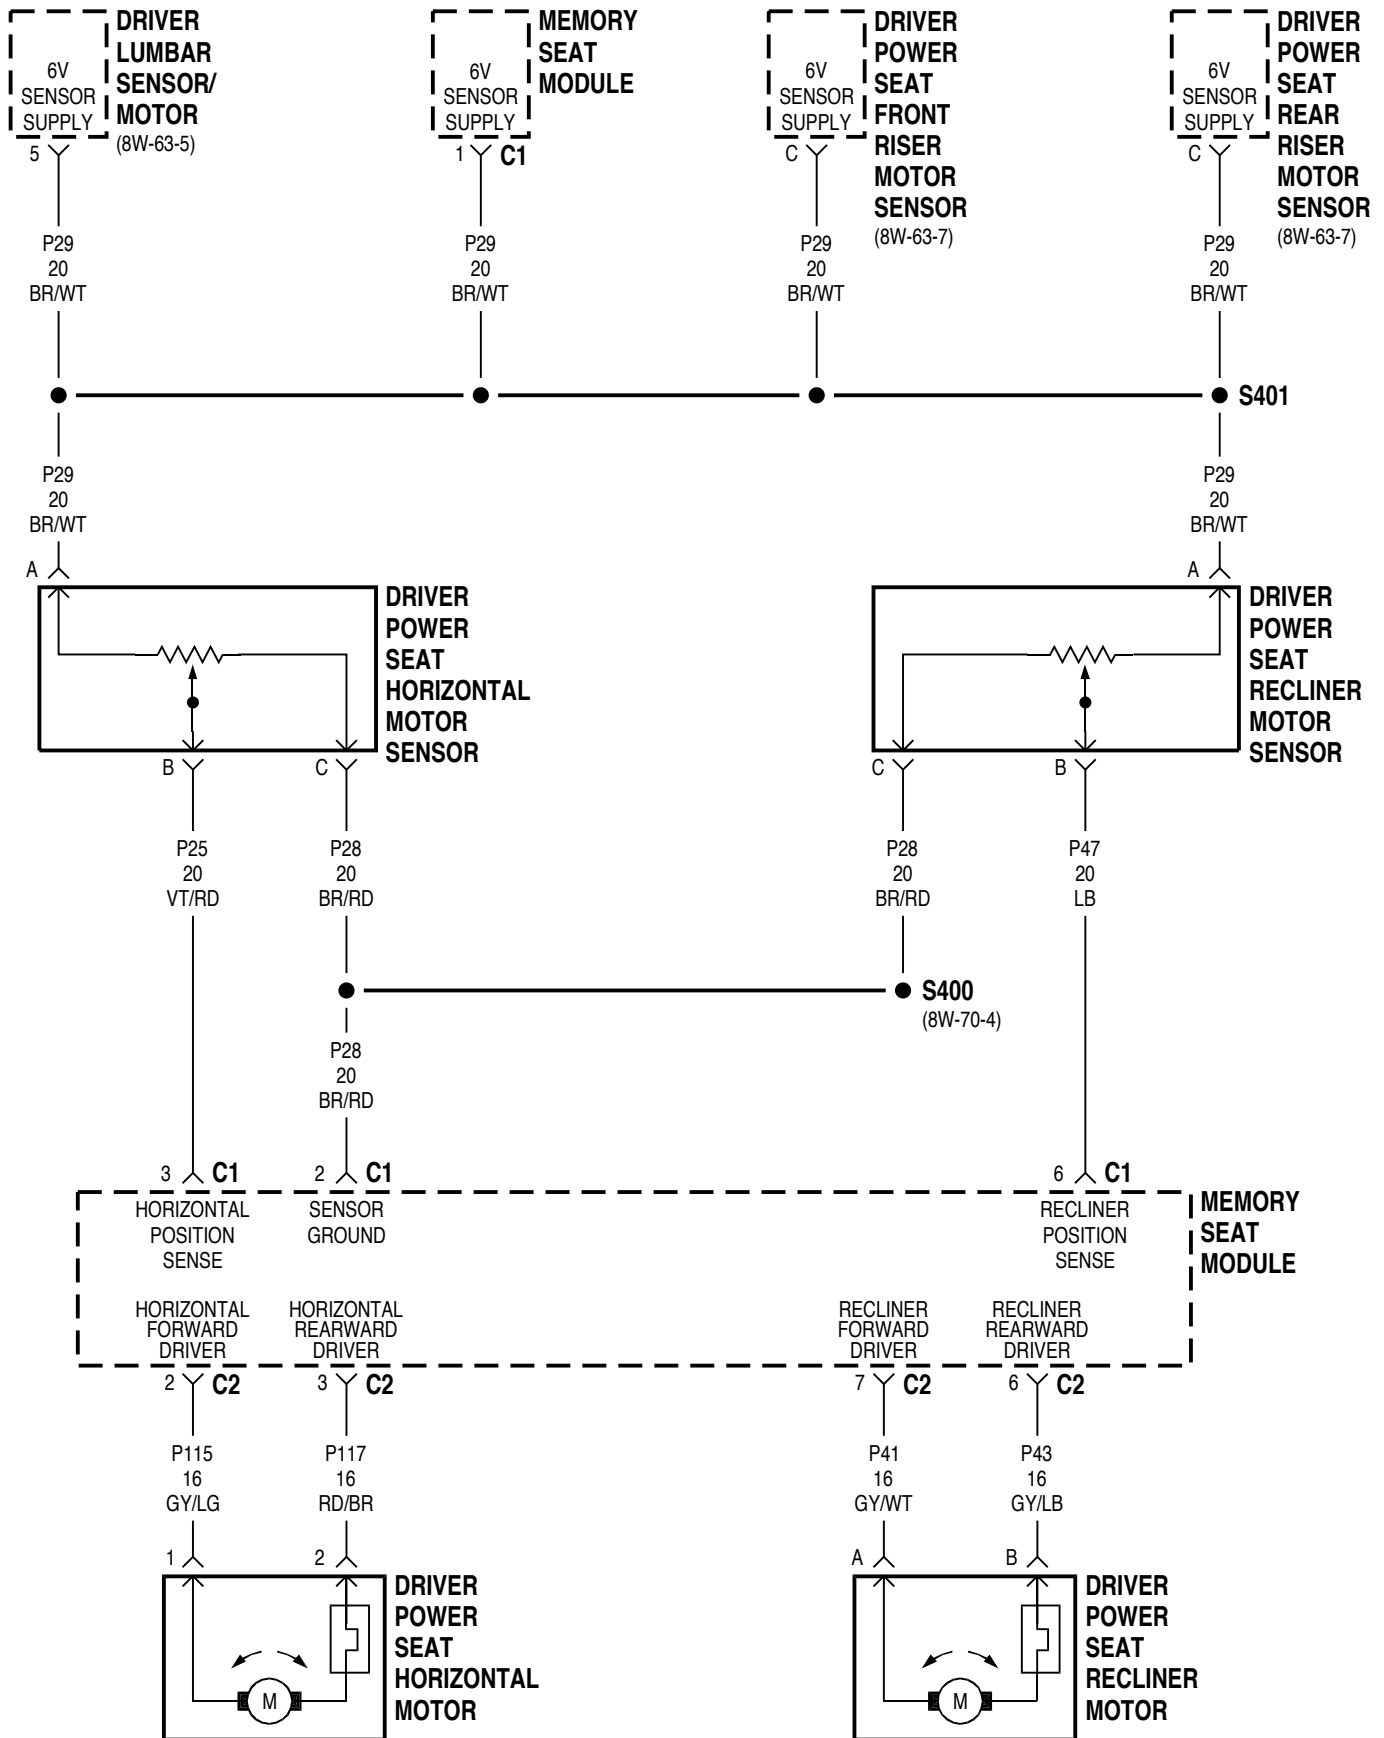 DRIVER
LUMBAR
SENSOR/
MOTOR
(8W-63-5)
6V
SENSOR
SUPPLY
5
MEMORY
SEAT
MODULE
6V
SENSOR
SUPPLY
1
C1
DRIVER
POWER
SEAT
FRONT
RISER
MOTOR
SENSOR
(8W-63-7)
6V
SENSOR
SUPPLY
C
DRIVER
POWER
SEAT
REAR
RISER
MOTOR
SENSOR
(8W-63-7)
6V
SENSOR
SUPPLY
C
P29
20
BR/WT
P29
20
BR/WT
P29
20
BR/WT
P29
20
BR/WT
S401
P29
20
BR/WT
P29
20
BR/WT
A
DRIVER
POWER
SEAT
HORIZONTAL
MOTOR
SENSOR
B
C
A
DRIVER
POWER
SEAT
RECLINER
MOTOR
SENSOR
C
B
P25
20
VT/RD
P28
20
BR/RD
P28
20
BR/RD
P47
20
LB
S400
(8W-70-4)
P28
20
BR/RD
3
C1
2
C1
6
C1
HORIZONTAL
POSITION
SENSE
SENSOR
GROUND
RECLINER
POSITION
SENSE
MEMORY
SEAT
MODULE
HORIZONTAL
FORWARD
DRIVER
HORIZONTAL
REARWARD
DRIVER
RECLINER
FORWARD
DRIVER
RECLINER
REARWARD
DRIVER
2
C2
3
C2
7
C2
6
C2
P115
16
GY/LG
P117
16
RD/BR
P41
16
GY/WT
P43
16
GY/LB
1
2
M
DRIVER
POWER
SEAT
HORIZONTAL
MOTOR
A
B
M
DRIVER
POWER
SEAT
RECLINER
MOTOR